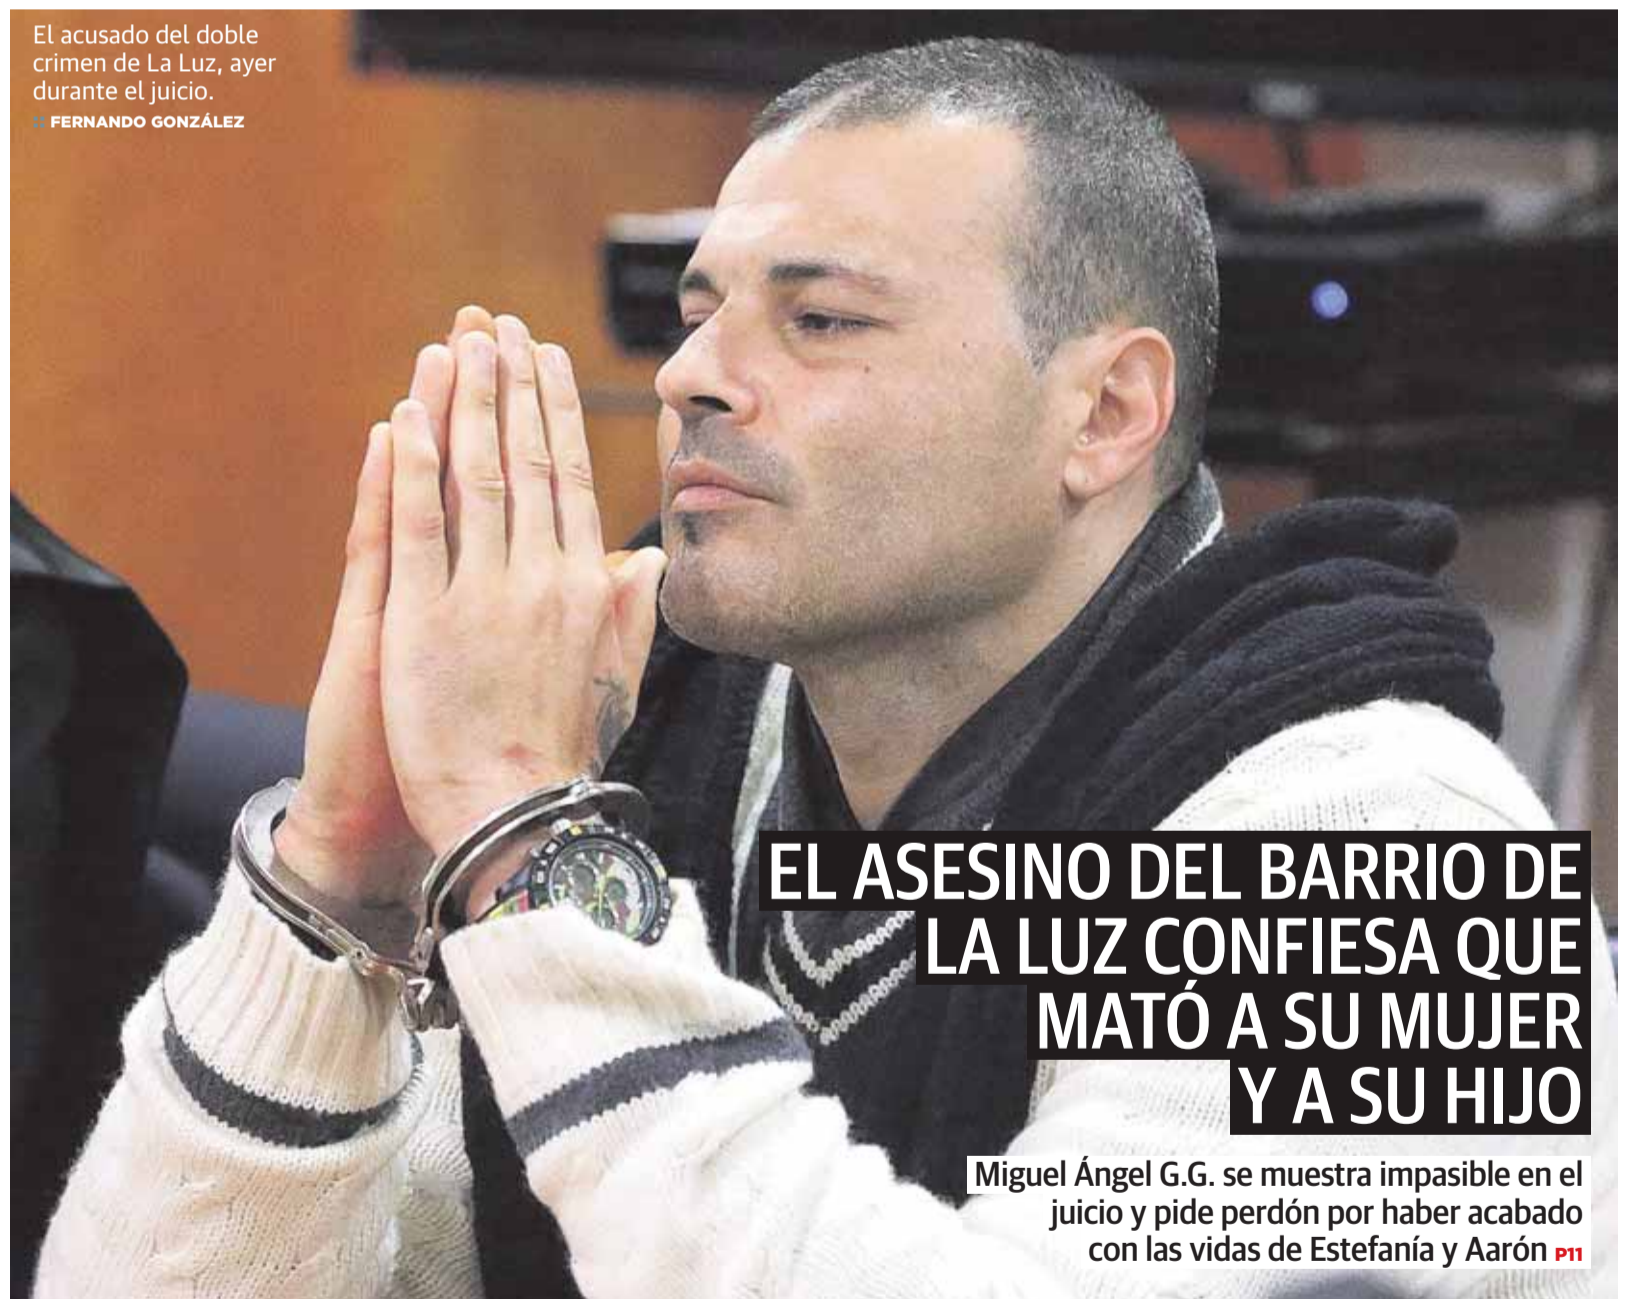 El acusado del doble
crimen de La Luz, ayer
durante el juicio.
:: FERNANDO GONZÁLEZ
EL ASESINO DEL BARRIO DE
LA LUZ CONFIESA QUE
MATÓ A SU MUJER
Y A SU HIJO
Miguel Ángel G.G. se muestra impasible en el
juicio y pide perdón por haber acabado
con las vidas de Estefanía y Aarón P11